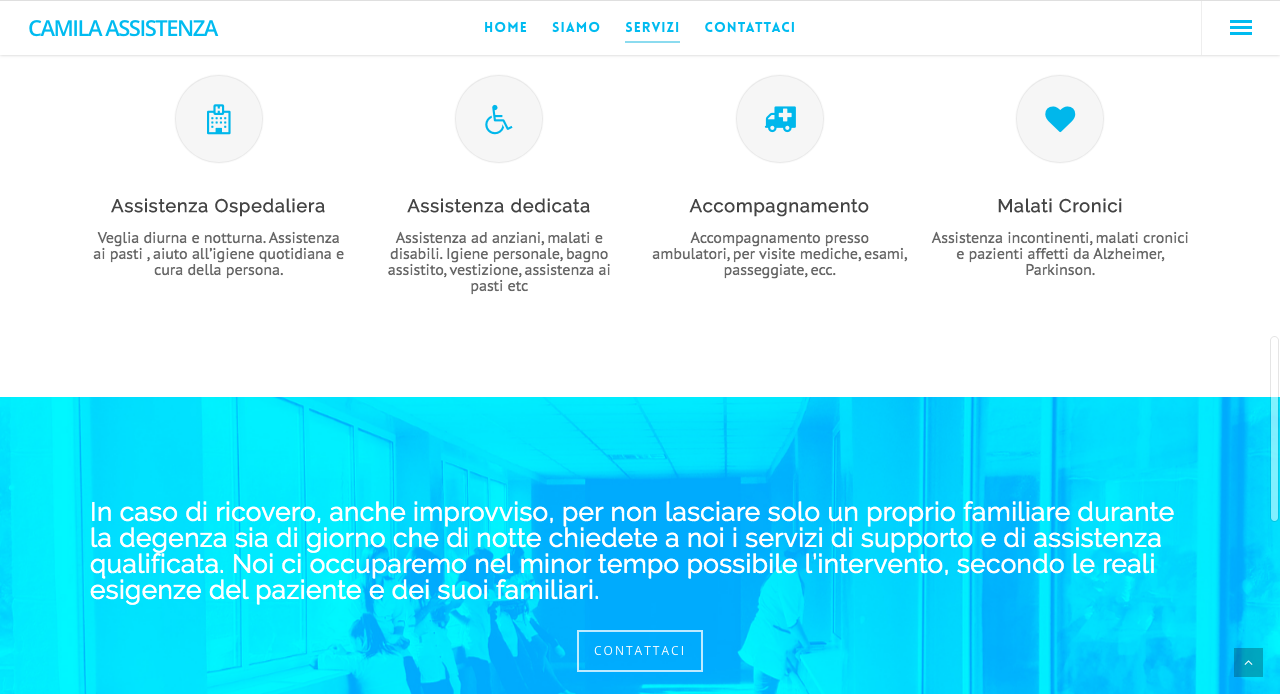 CAMILA ASSISTENZA
HOME SIAMO SERVIZI CONTATTACI
Assistenza Ospedaliera
Veglia diurna e notturna. Assistenza
ai pasti , aiuto all'igiene quotidiana e
cura della persona.
Assistenza dedicata
Assistenza ad anziani, malati e
disabili. Igiene personale, bagno
assistito, vestizione, assistenza ai
pasti etc
Accompagnamento
Accompagnamento presso
ambulatori, per visite mediche, esami,
passeggiate, ecc.
Malati Cronici
Assistenza incontinenti, malati cronici
e pazienti affetti da Alzheimer,
Parkinson.
In caso di ricovero, anche improvviso, per non lasciare solo un proprio familiare durante
la degenza sia di giorno che di notte chiedete a noi i servizi di supporto e di assistenza
qualificata. Noi ci occuparemo nel minor tempo possibile l'intervento, secondo le reali
esigenze del paziente e dei suoi familiari.
CONTATTACI